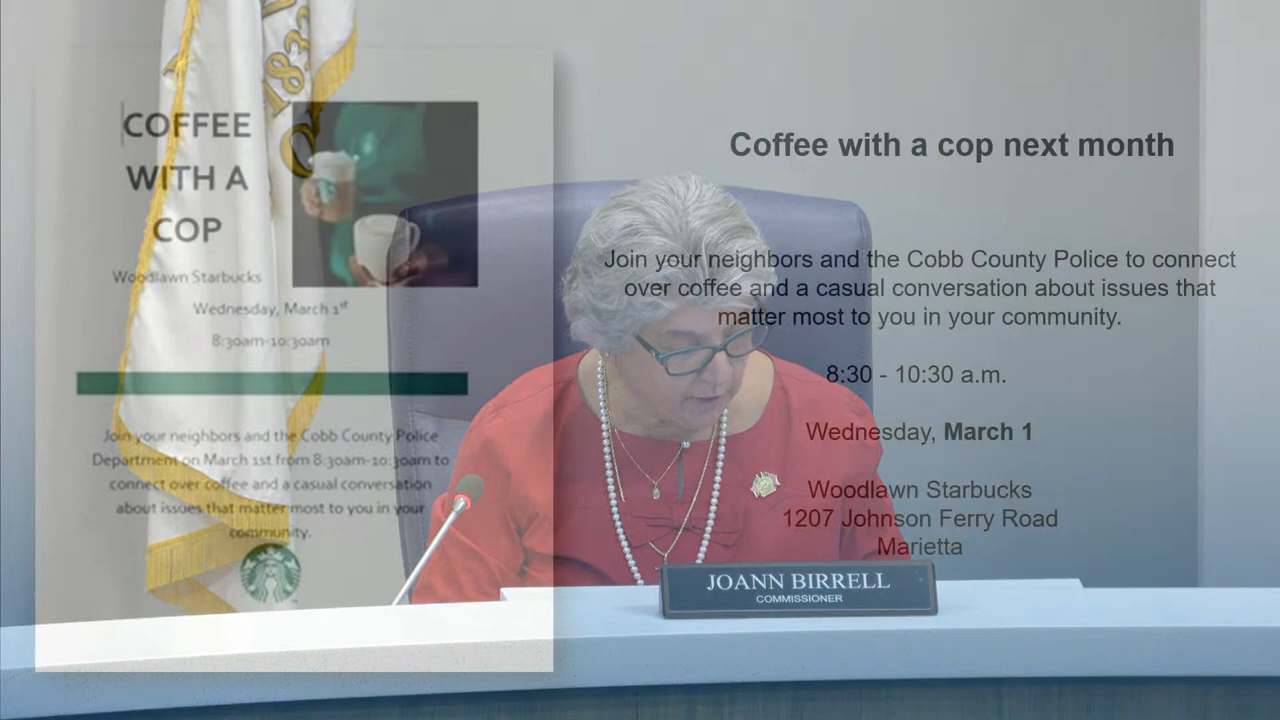 1832
COFFEE
WITH A
COP
Woodlawn Starbucks
Wednesday, March 1st
8:30am-10:30am
Join your neighbors and the Cobb County Police
Department on March 1st from 8:30am-10:30am to
connect over coffee and a casual conversation
about issues that matter most to you in your
community.
Coffee with a cop next month
Join your neighbors and the Cobb County Police to connect
over coffee and a casual conversation about issues that
matter most to you in your community.
8:30 - 10:30 a.m.
Wednesday, March 1
Woodlawn Starbucks
1207 Johnson Ferry Road
Marietta
JOANN BIRRELL
COMMISSIONER